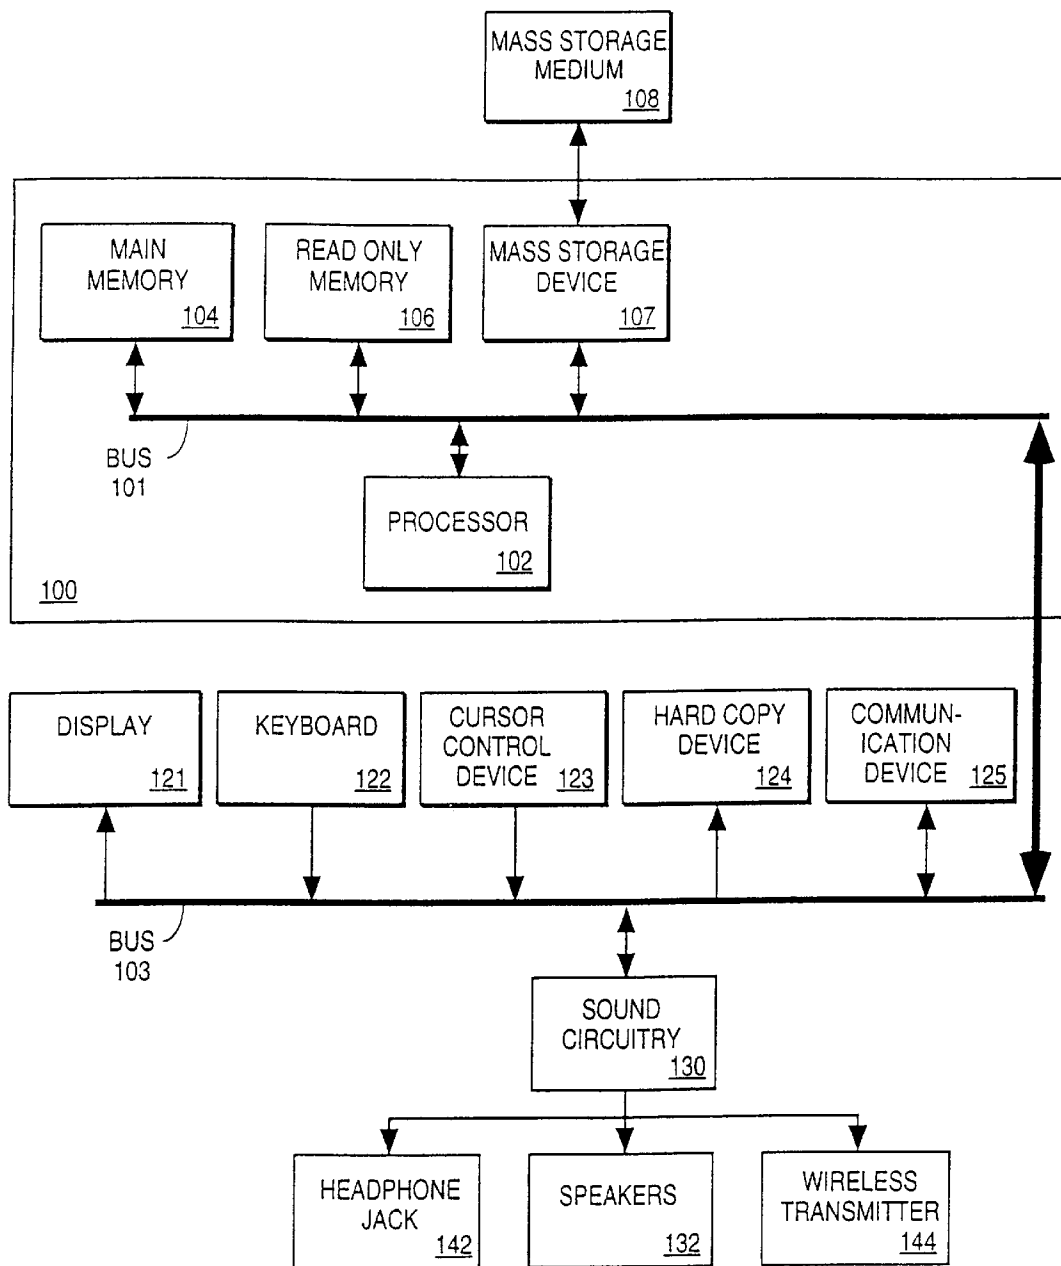 MASS STORAGE
MEDIUM
108
MAIN
MEMORY
104
READ ONLY
MEMORY
106
MASS STORAGE
DEVICE
107
BUS
101
PROCESSOR
102
100
DISPLAY
121
KEYBOARD
122
CURSOR
CONTROL
DEVICE
123
HARD COPY
DEVICE
124
COMMUN-
ICATION
DEVICE
125
BUS
103
SOUND
CIRCUITRY
130
HEADPHONE
JACK
142
SPEAKERS
132
WIRELESS
TRANSMITTER
144